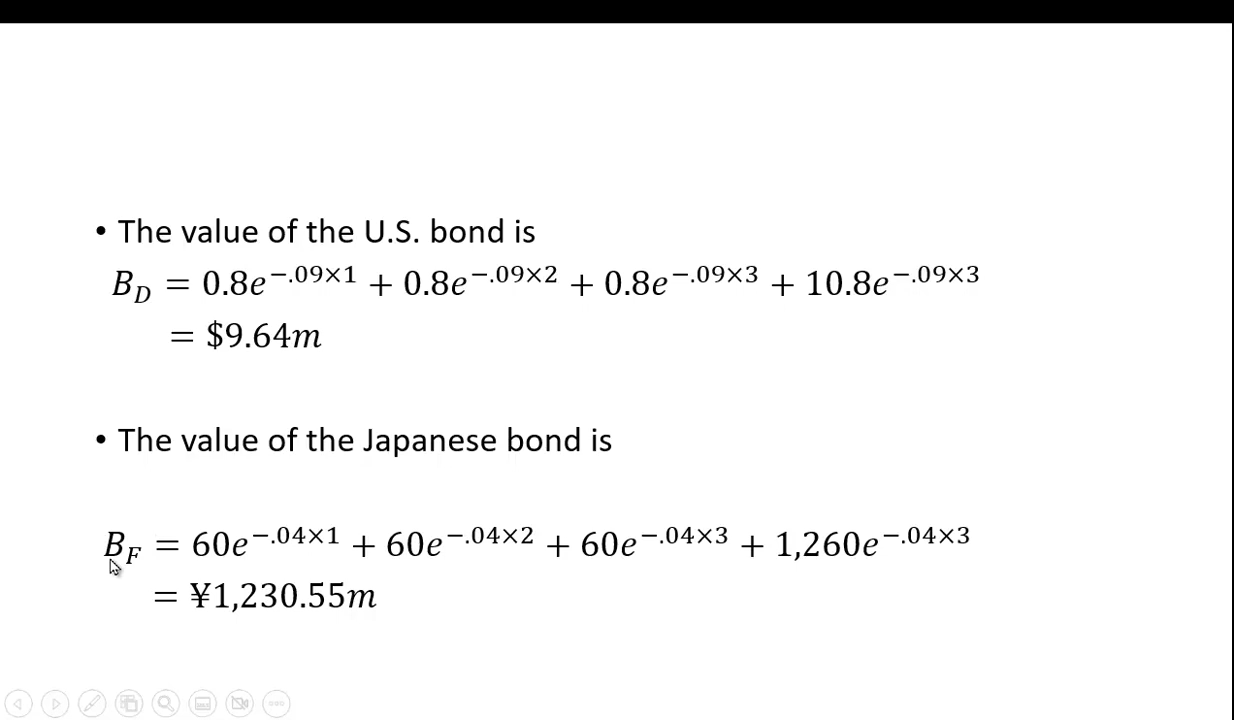 • The value of the U.S. bond is
B_D = 0.8e^{−.09×1} + 0.8e^{−.09×2} + 0.8e^{−.09×3} + 10.8e^{−.09×3}
= $9.64m
• The value of the Japanese bond is
B_F = 60e^{−.04×1} + 60e^{−.04×2} + 60e^{−.04×3} + 1,260e^{−.04×3}
= ¥1,230.55m